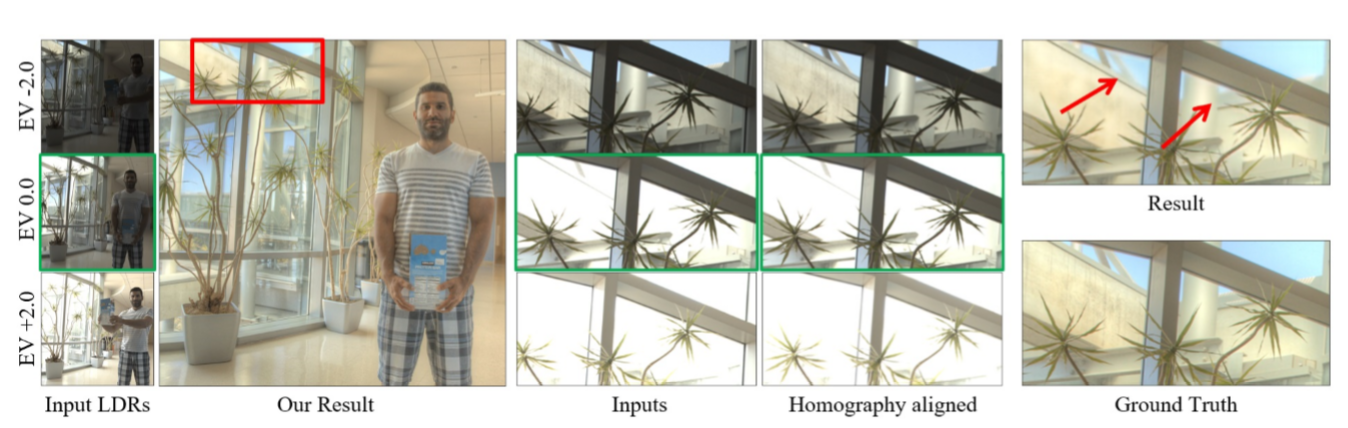 EV -2.0
EV 0.0
EV +2.0
Input LDRs
Our Result
Inputs
Homography aligned
Result
Ground Truth